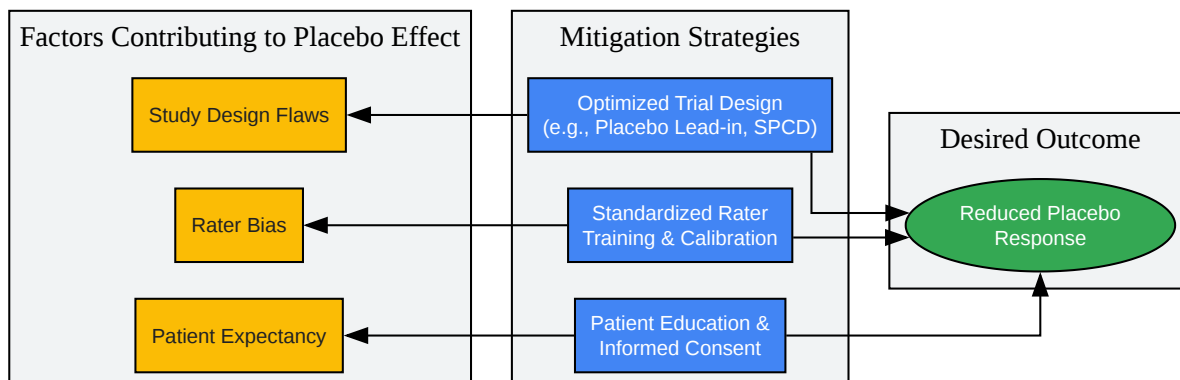 Factors Contributing to Placebo Effect
Study Design Flaws
Rater Bias
Patient Expectancy
Mitigation Strategies
Optimized Trial Design
(e.g., Placebo Lead-in, SPCD)
Standardized Rater
Training & Calibration
Patient Education &
Informed Consent
Desired Outcome
Reduced Placebo
Response